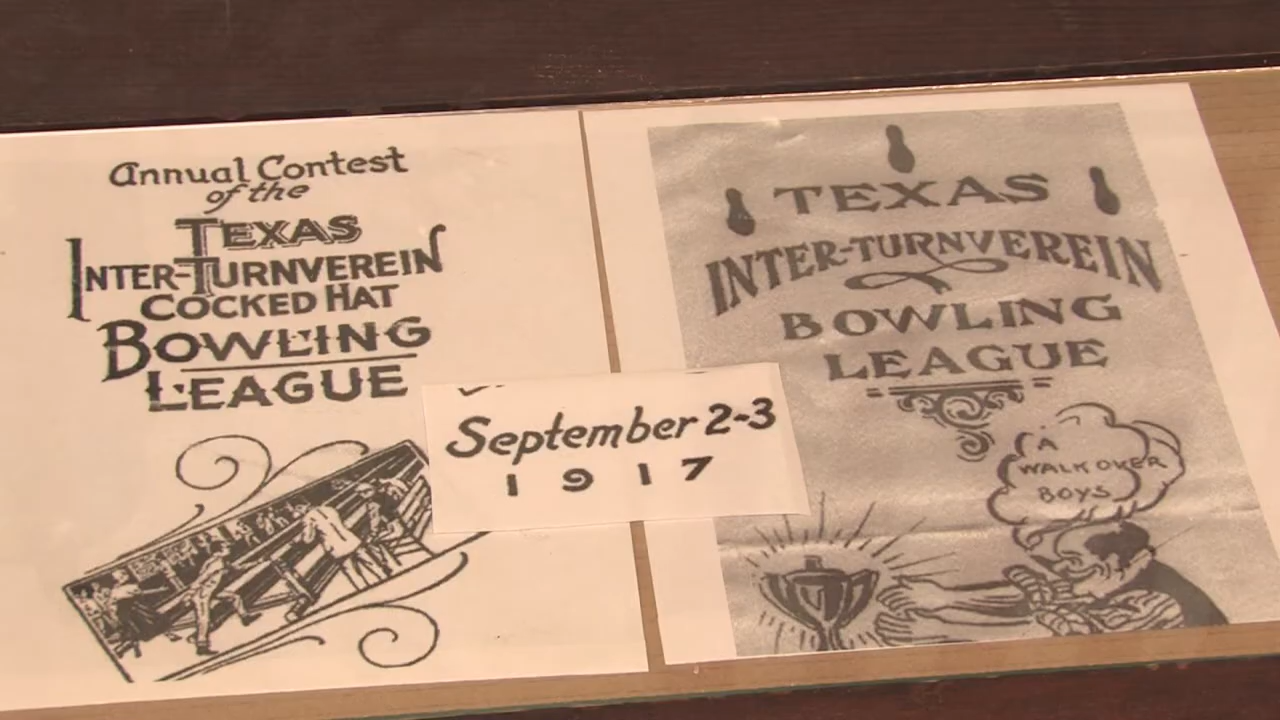 Annual Contest
of the
TEXAS
INTER-TURNVEREIN
COCKED HAT
BOWLING
LEAGUE
September 2-3
1917
TEXAS
INTER-TURNVEREIN
BOWLING
LEAGUE
A
WALK OVER
BOYS